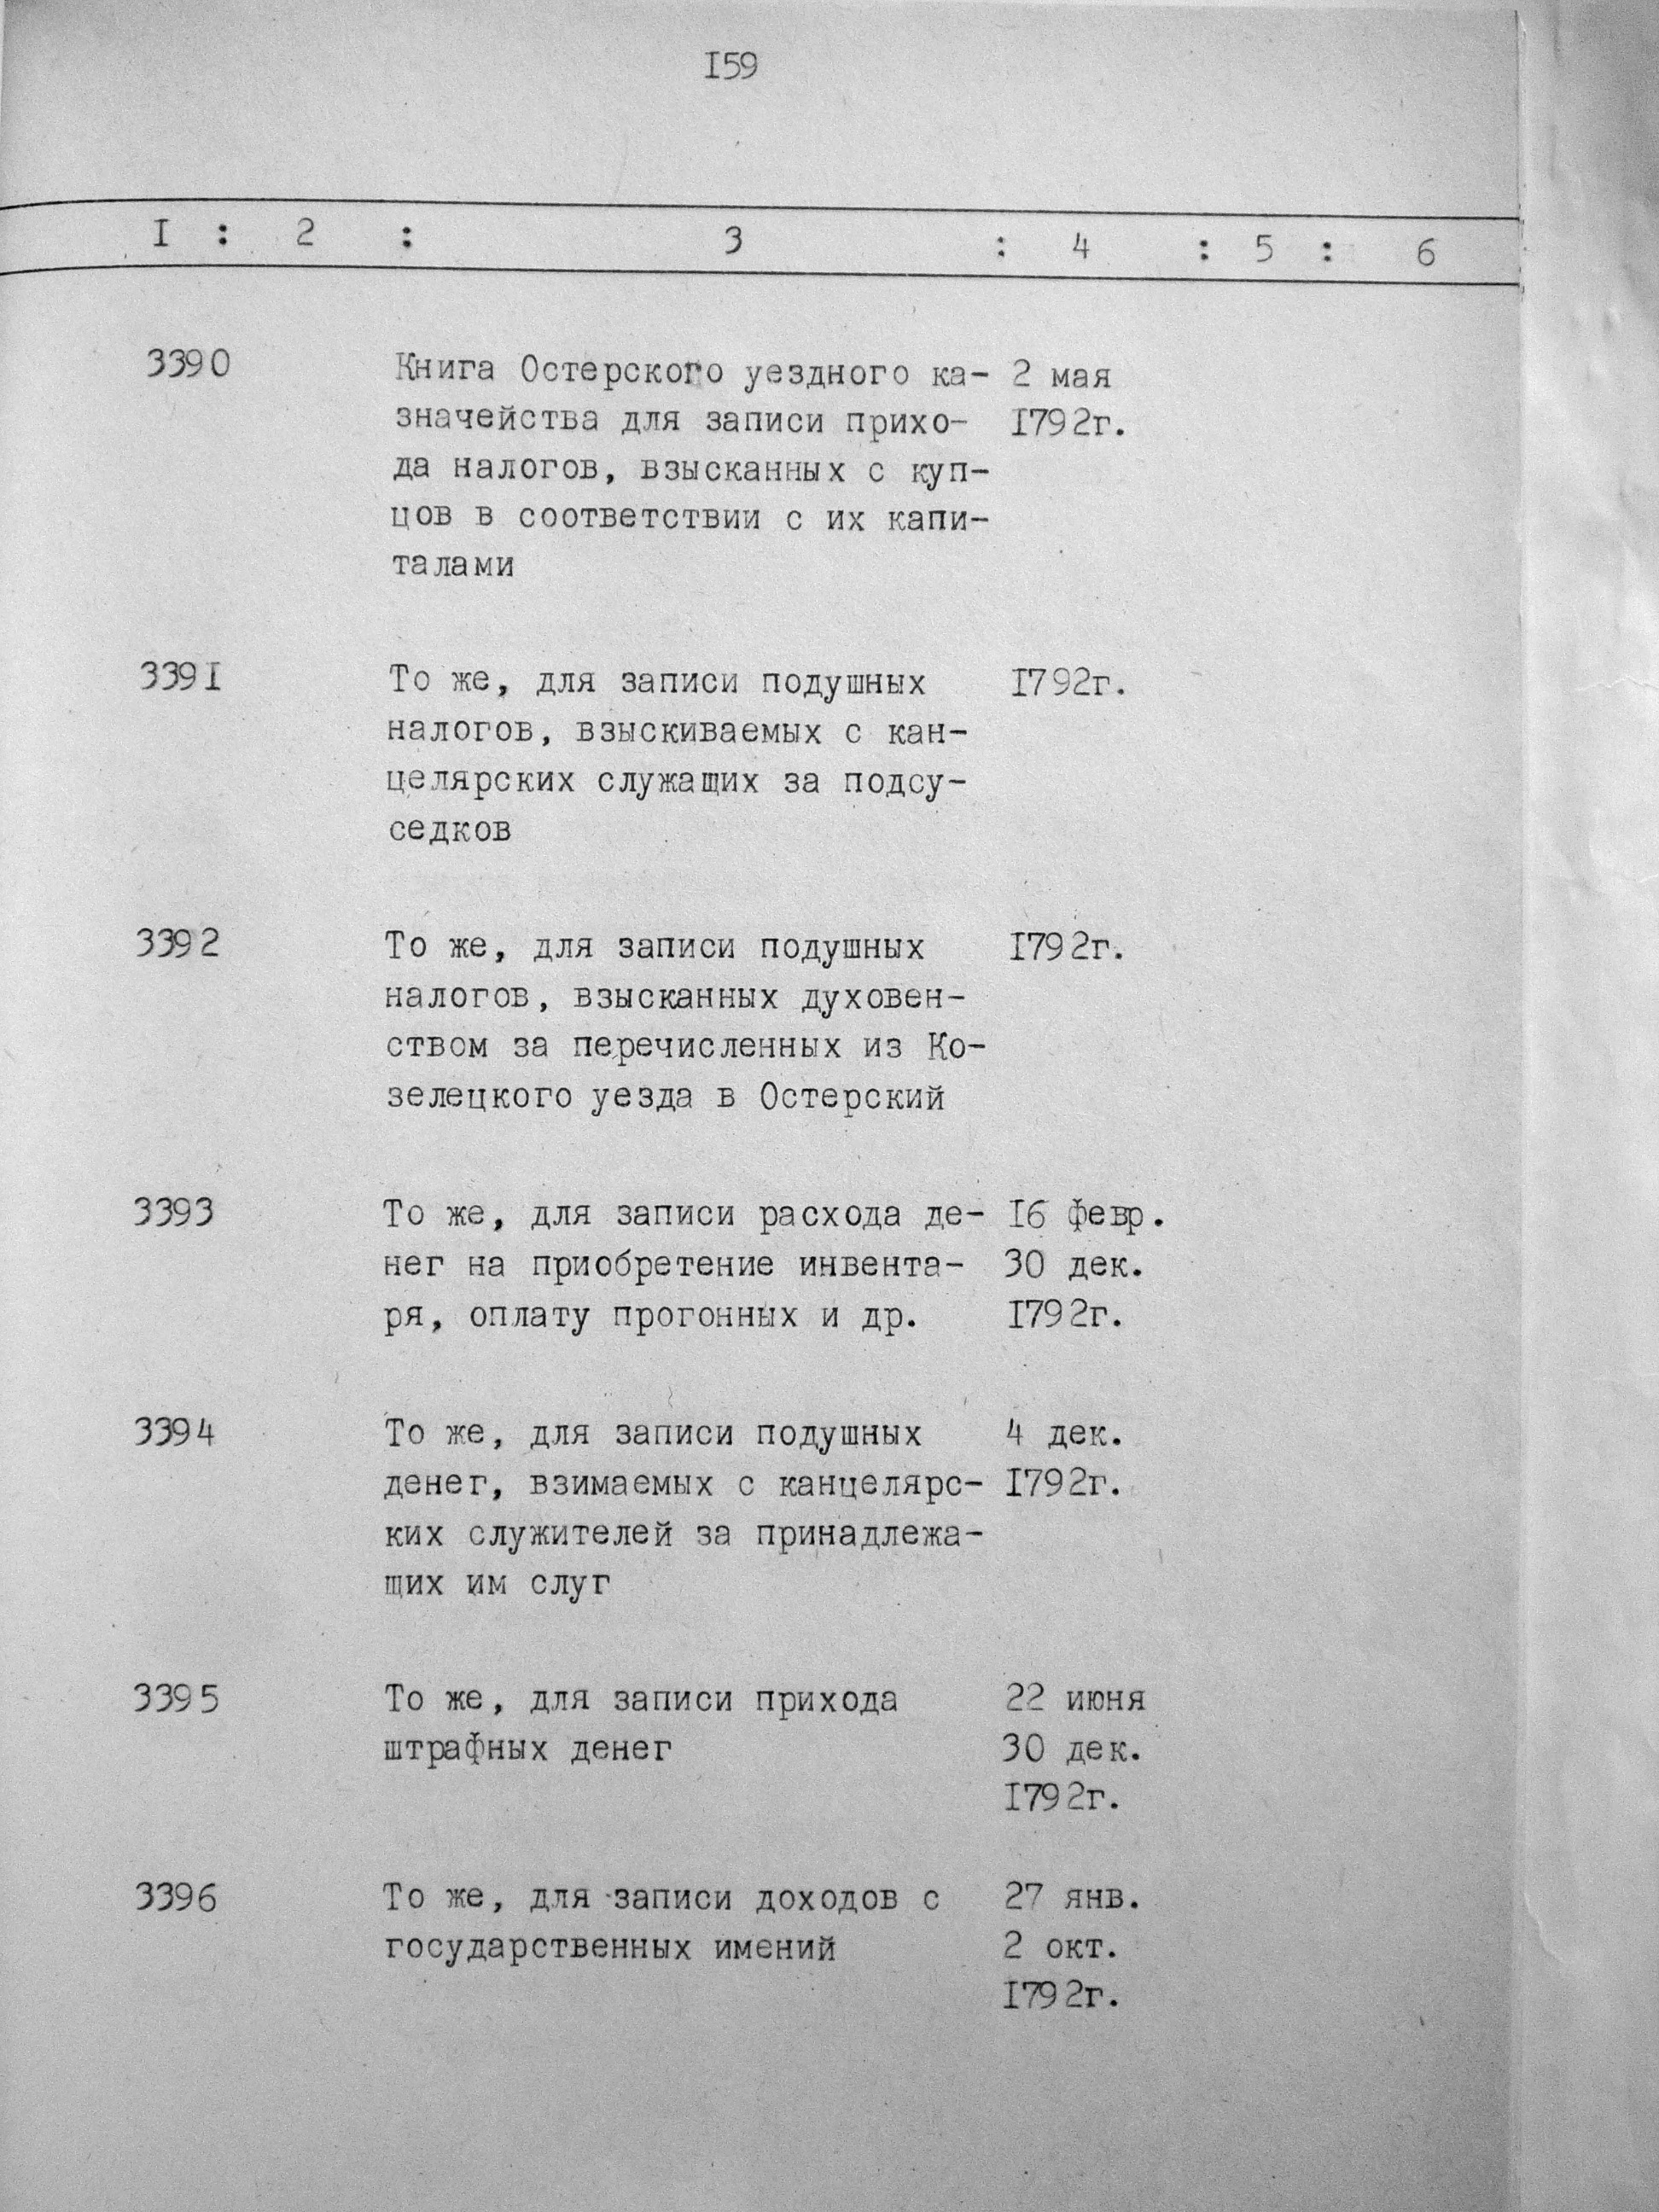 I59
I : 2 : 3 : 4 : 5 : 6
3390 Книга Остерского уездного ка- 2 мая
значейства для записи прихо- I792г.
да налогов, взысканных с куп-
цов в соответствии с их капи-
талами
339I То же, для записи подушных I792г.
налогов, взыскиваемых с кан-
целярских служащих за подсу-
седков
3392 То же, для записи подушных I792г.
налогов, взысканных духовен-
ством за перечисленных из Ко-
зелецкого уезда в Остерский
3393 То же, для записи расхода де- I6 февр.
нег на приобретение инвента- 30 дек.
ря, оплату прогонных и др. I792г.
3394 То же, для записи подушных 4 дек.
денег, взимаемых с канцелярс- I792г.
ких служителей за принадлежа-
щих им слуг
3395 То же, для записи прихода 22 июня
штрафных денег 30 дек.
I792г.
3396 То же, для записи доходов с 27 янв.
государственных имений 2 окт.
I792г.